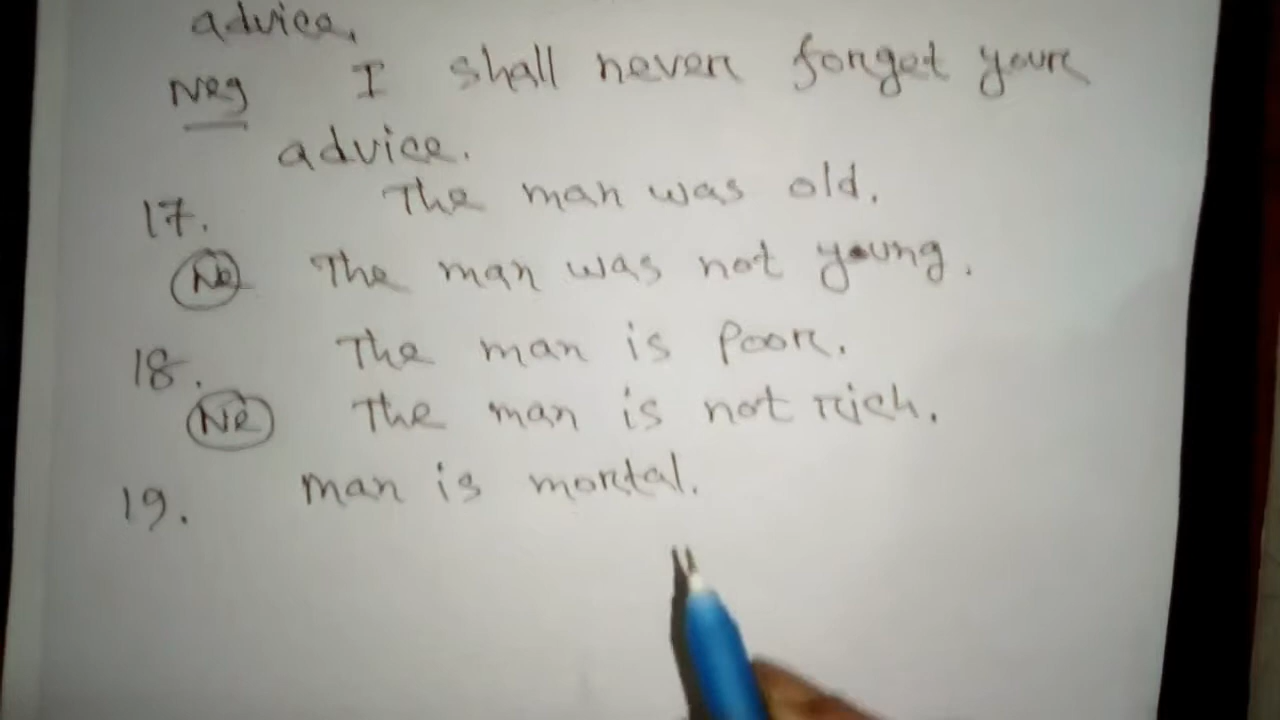 advice.
Neg I shall never forget your
advice.
17. The man was old.
Ne The man was not young.
18. The man is Poor.
Ne The man is not Rich.
19. man is mortal.